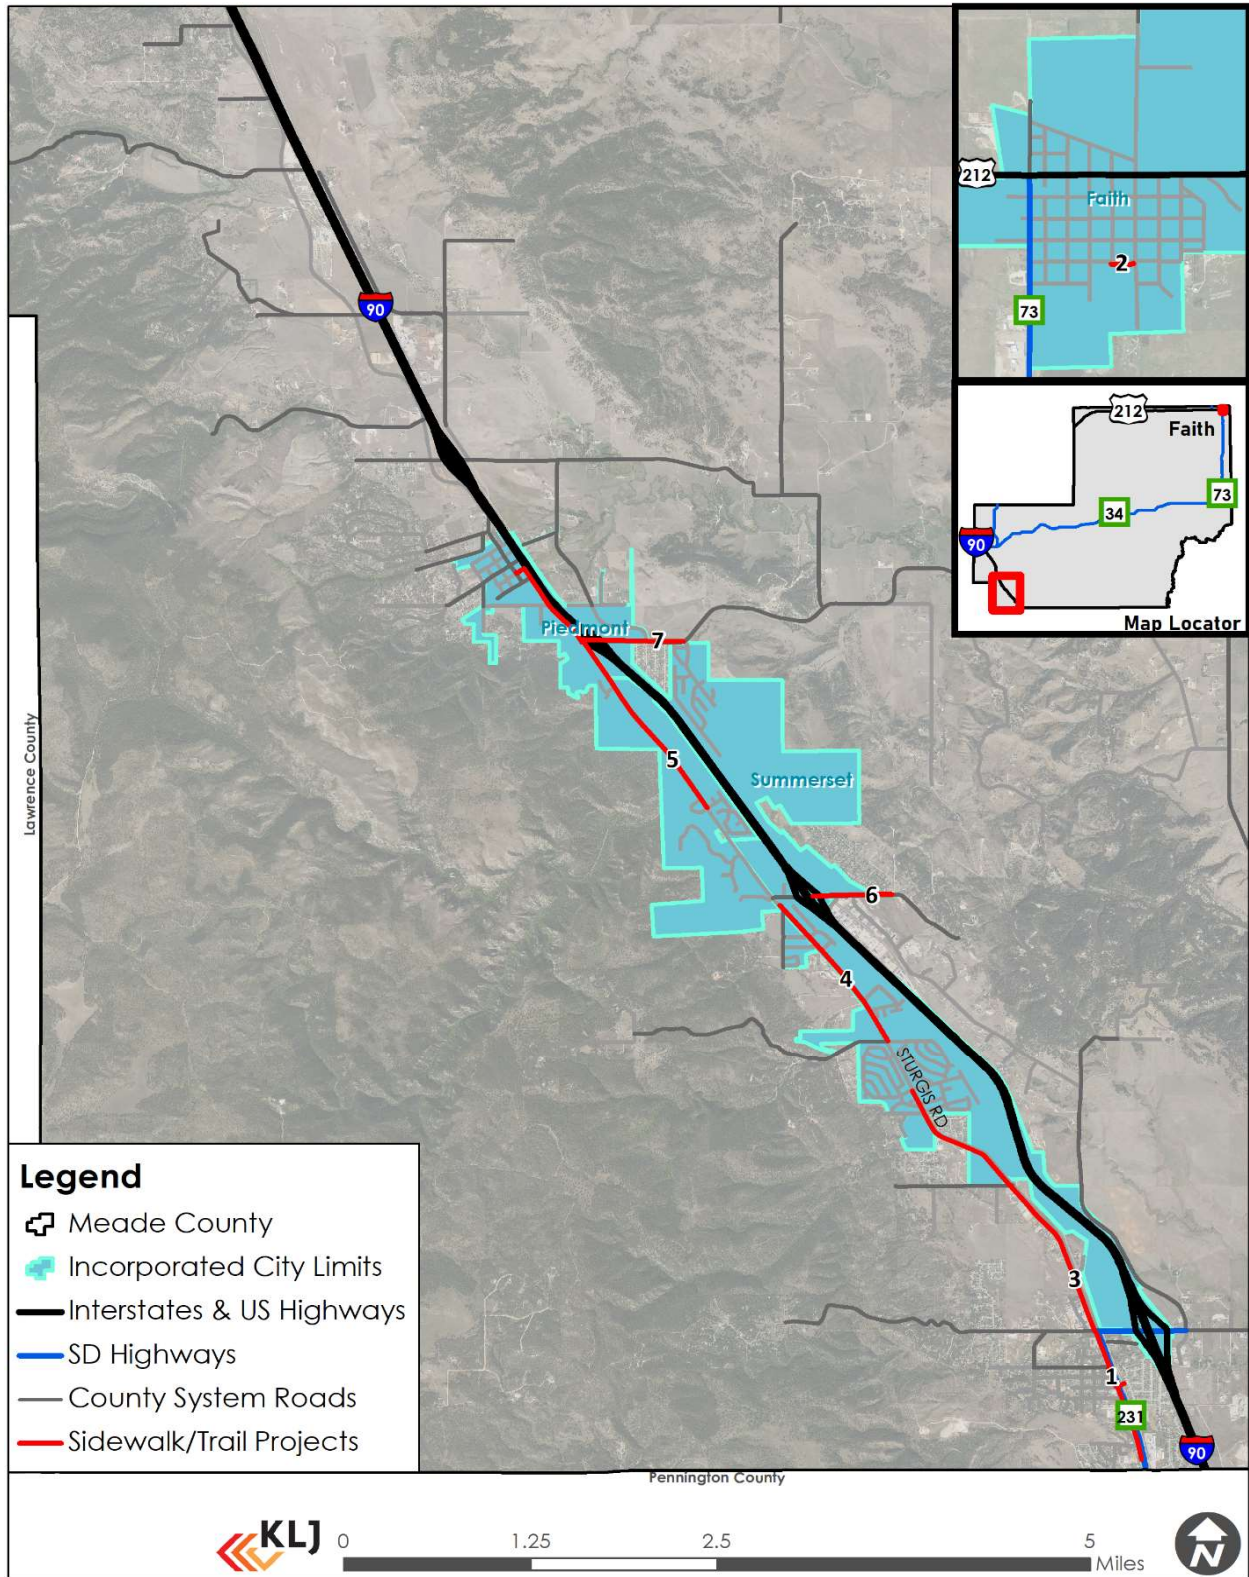 212
Faith
2
73
212
Faith
73
34
90
Map Locator
90
Piedmont
7
5
Summerset
6
4
STURGIS RD
3
1
231
90
Lawrence County
Legend
Meade County
Incorporated City Limits
Interstates & US Highways
SD Highways
County System Roads
Sidewalk/Trail Projects
Pennington County
KLJ
0 1.25 2.5 5
Miles
N